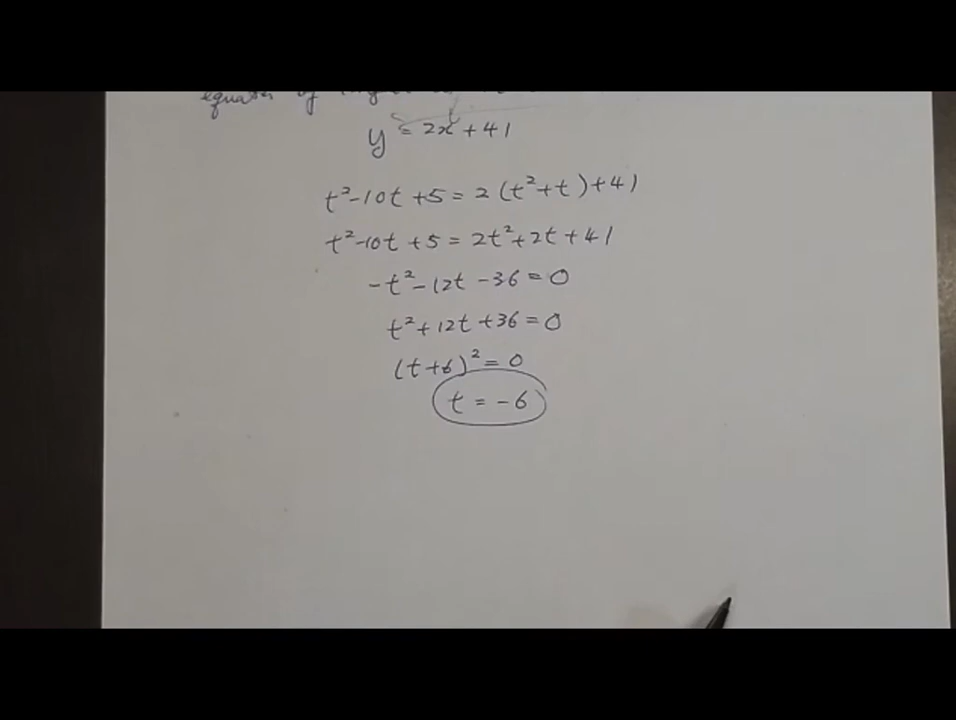 y = 2x + 41
t²-10t +5 = 2 (t²+t) + 41
t²-10t +5 = 2t²+2t + 41
-t²-12t -36 = 0
t²+12t +36 = 0
(t+6)² = 0
t = -6